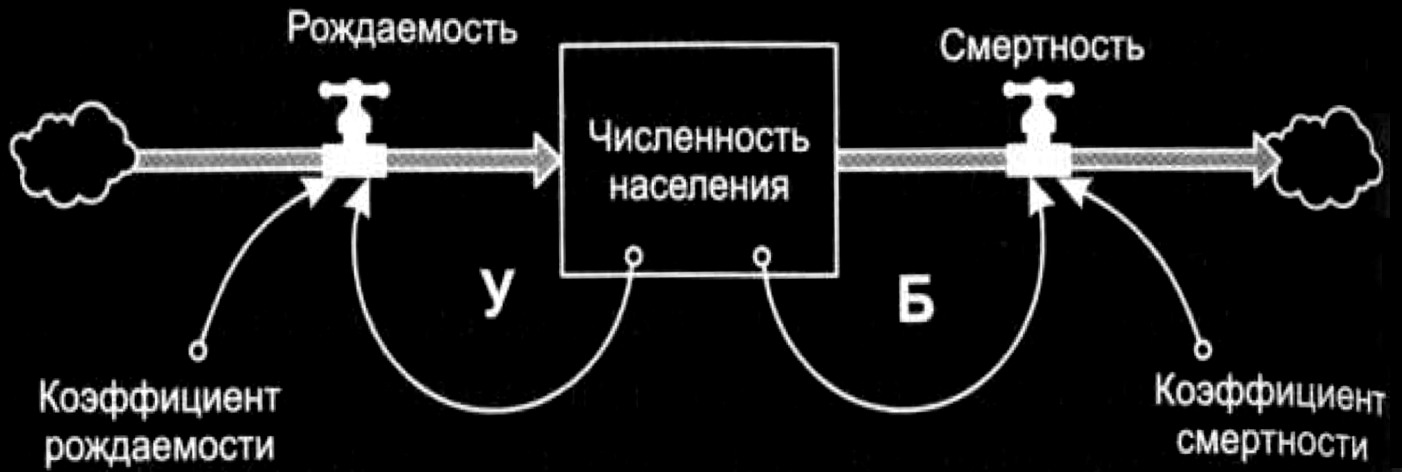 Рождаемость
Смертность
Численность
населения
У
Б
Коэффициент
рождаемости
Коэффициент
смертности